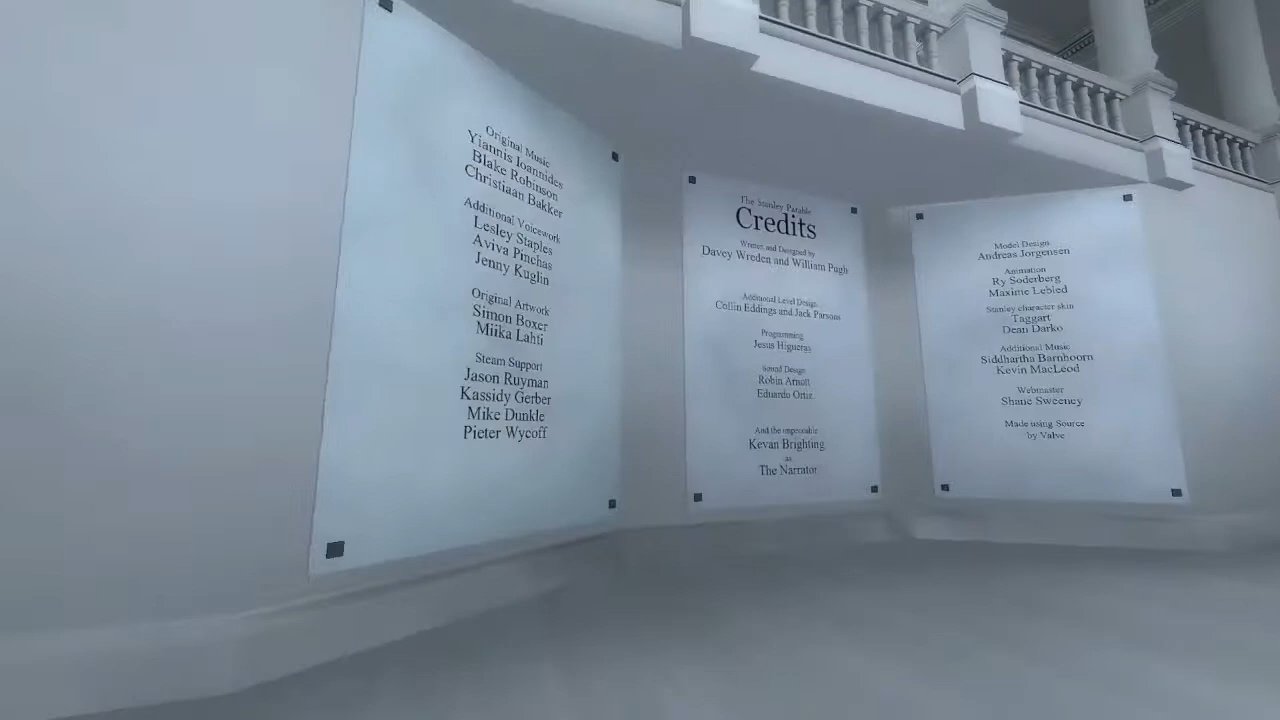 Original Music
Yiannis Ioannides
Blake Robinson
Christiaan Bakker
Additional Voicework
Lesley Staples
Aviva Pinchas
Jenny Kuglin
Original Artwork
Simon Boxer
Miika Lahti
Steam Support
Jason Ruyman
Kassidy Gerber
Mike Dunkle
Pieter Wycoff
The Stanley Parable
Credits
Writen and Designed by
Davey Wreden and William Pugh
Additional Level Design
Collin Eddings and Jack Parsons
Programming
Jesus Higueras
Sound Design
Robin Arnott
Eduardo Ortiz
And the improbable
Kevan Brighting
as
The Narrator
Model Design
Andreas Jorgensen
Animation
Ry Soderberg
Maxime Lebled
Stanley character skin
Taggart
Dean Darko
Additional Music
Siddhartha Barnhoorn
Kevin MacLeod
Webmaster
Shane Sweeney
Made using Source
by Valve